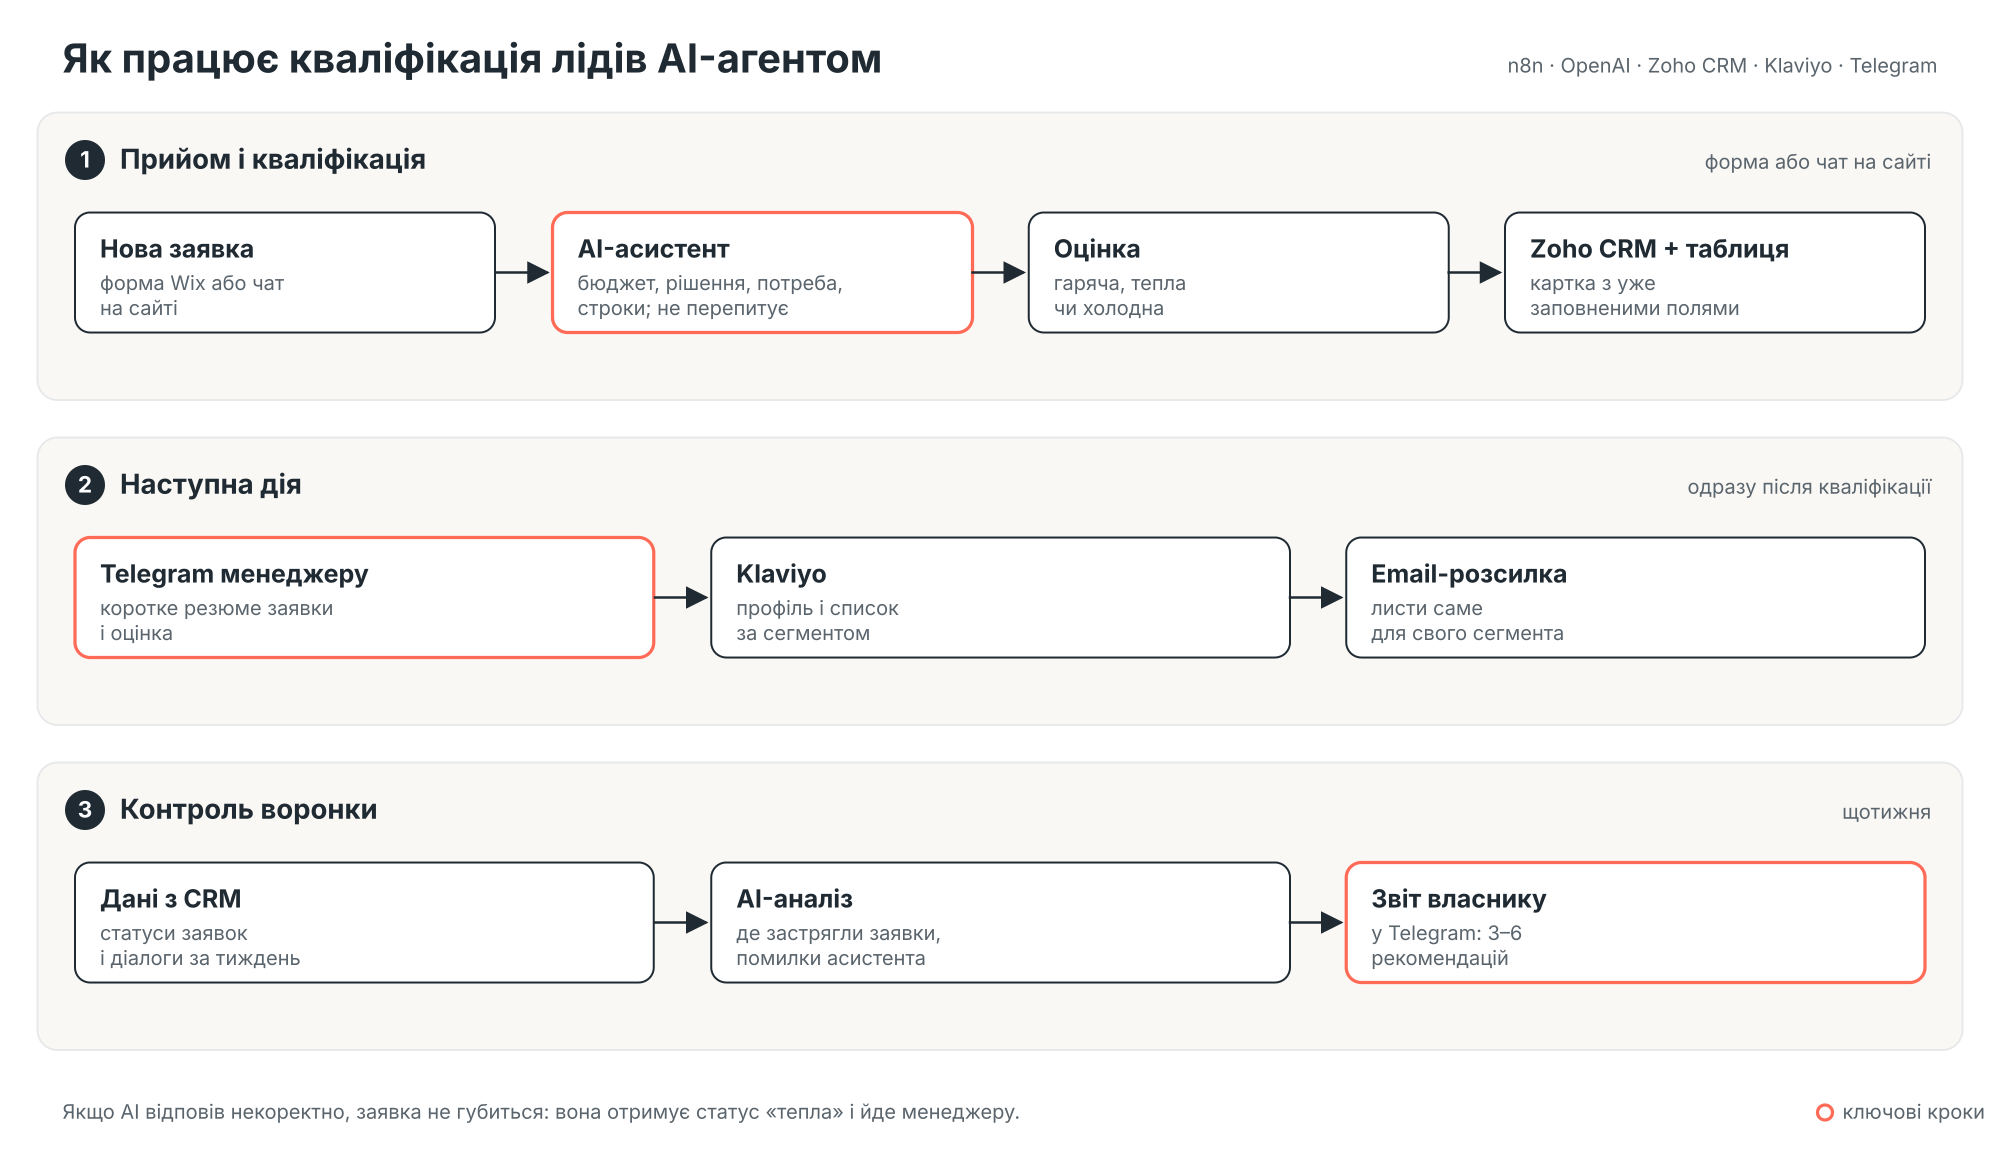 Як працює кваліфікація лідів AI-агентом
n8n · OpenAI · Zoho CRM · Klaviyo · Telegram
1 Прийом і кваліфікація
форма або чат на сайті
Нова заявка
форма Wix або чат
на сайті
AI-асистент
бюджет, рішення, потреба,
строки; не перепитує
Оцінка
гаряча, тепла
чи холодна
Zoho CRM + таблиця
картка з уже
заповненими полями
2 Наступна дія
одразу після кваліфікації
Telegram менеджеру
коротке резюме заявки
і оцінка
Klaviyo
профіль і список
за сегментом
Email-розсилка
листи саме
для свого сегмента
3 Контроль воронки
щотижня
Дані з CRM
статуси заявок
і діалоги за тиждень
AI-аналіз
де застрягли заявки,
помилки асистента
Звіт власнику
у Telegram: 3–6
рекомендацій
Якщо AI відповів некоректно, заявка не губиться: вона отримує статус «тепла» і йде менеджеру.
ключові кроки